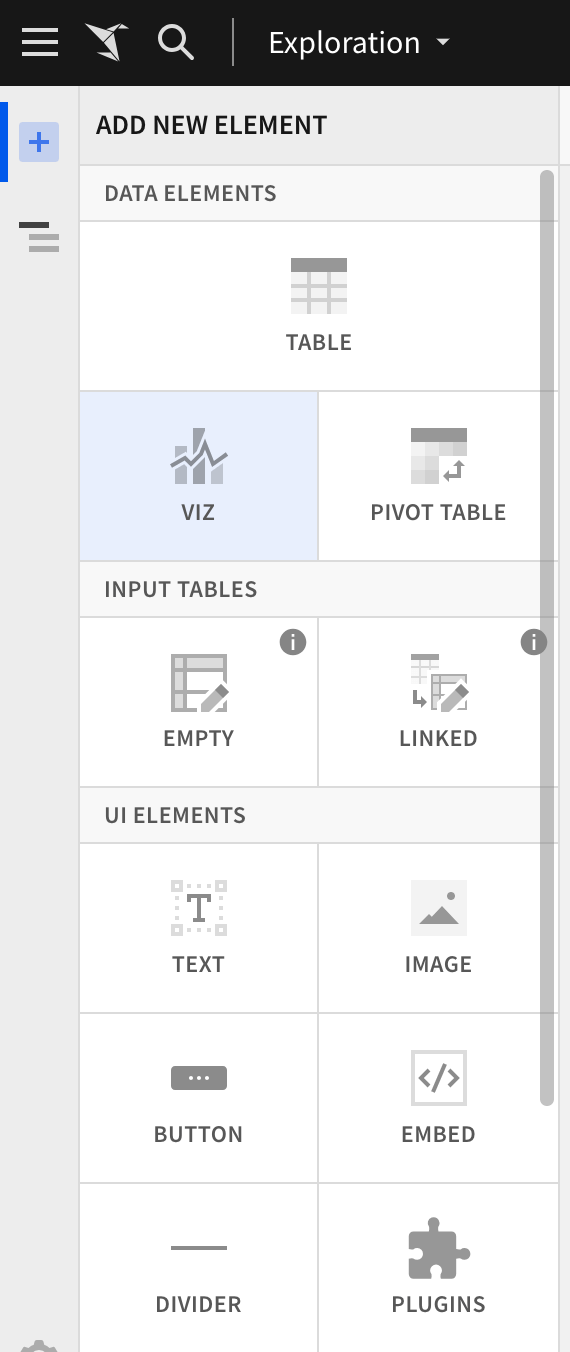 Exploration
ADD NEW ELEMENT
DATA ELEMENTS
TABLE
VIZ
PIVOT TABLE
INPUT TABLES
EMPTY
LINKED
UI ELEMENTS
TEXT
IMAGE
BUTTON
EMBED
DIVIDER
PLUGINS